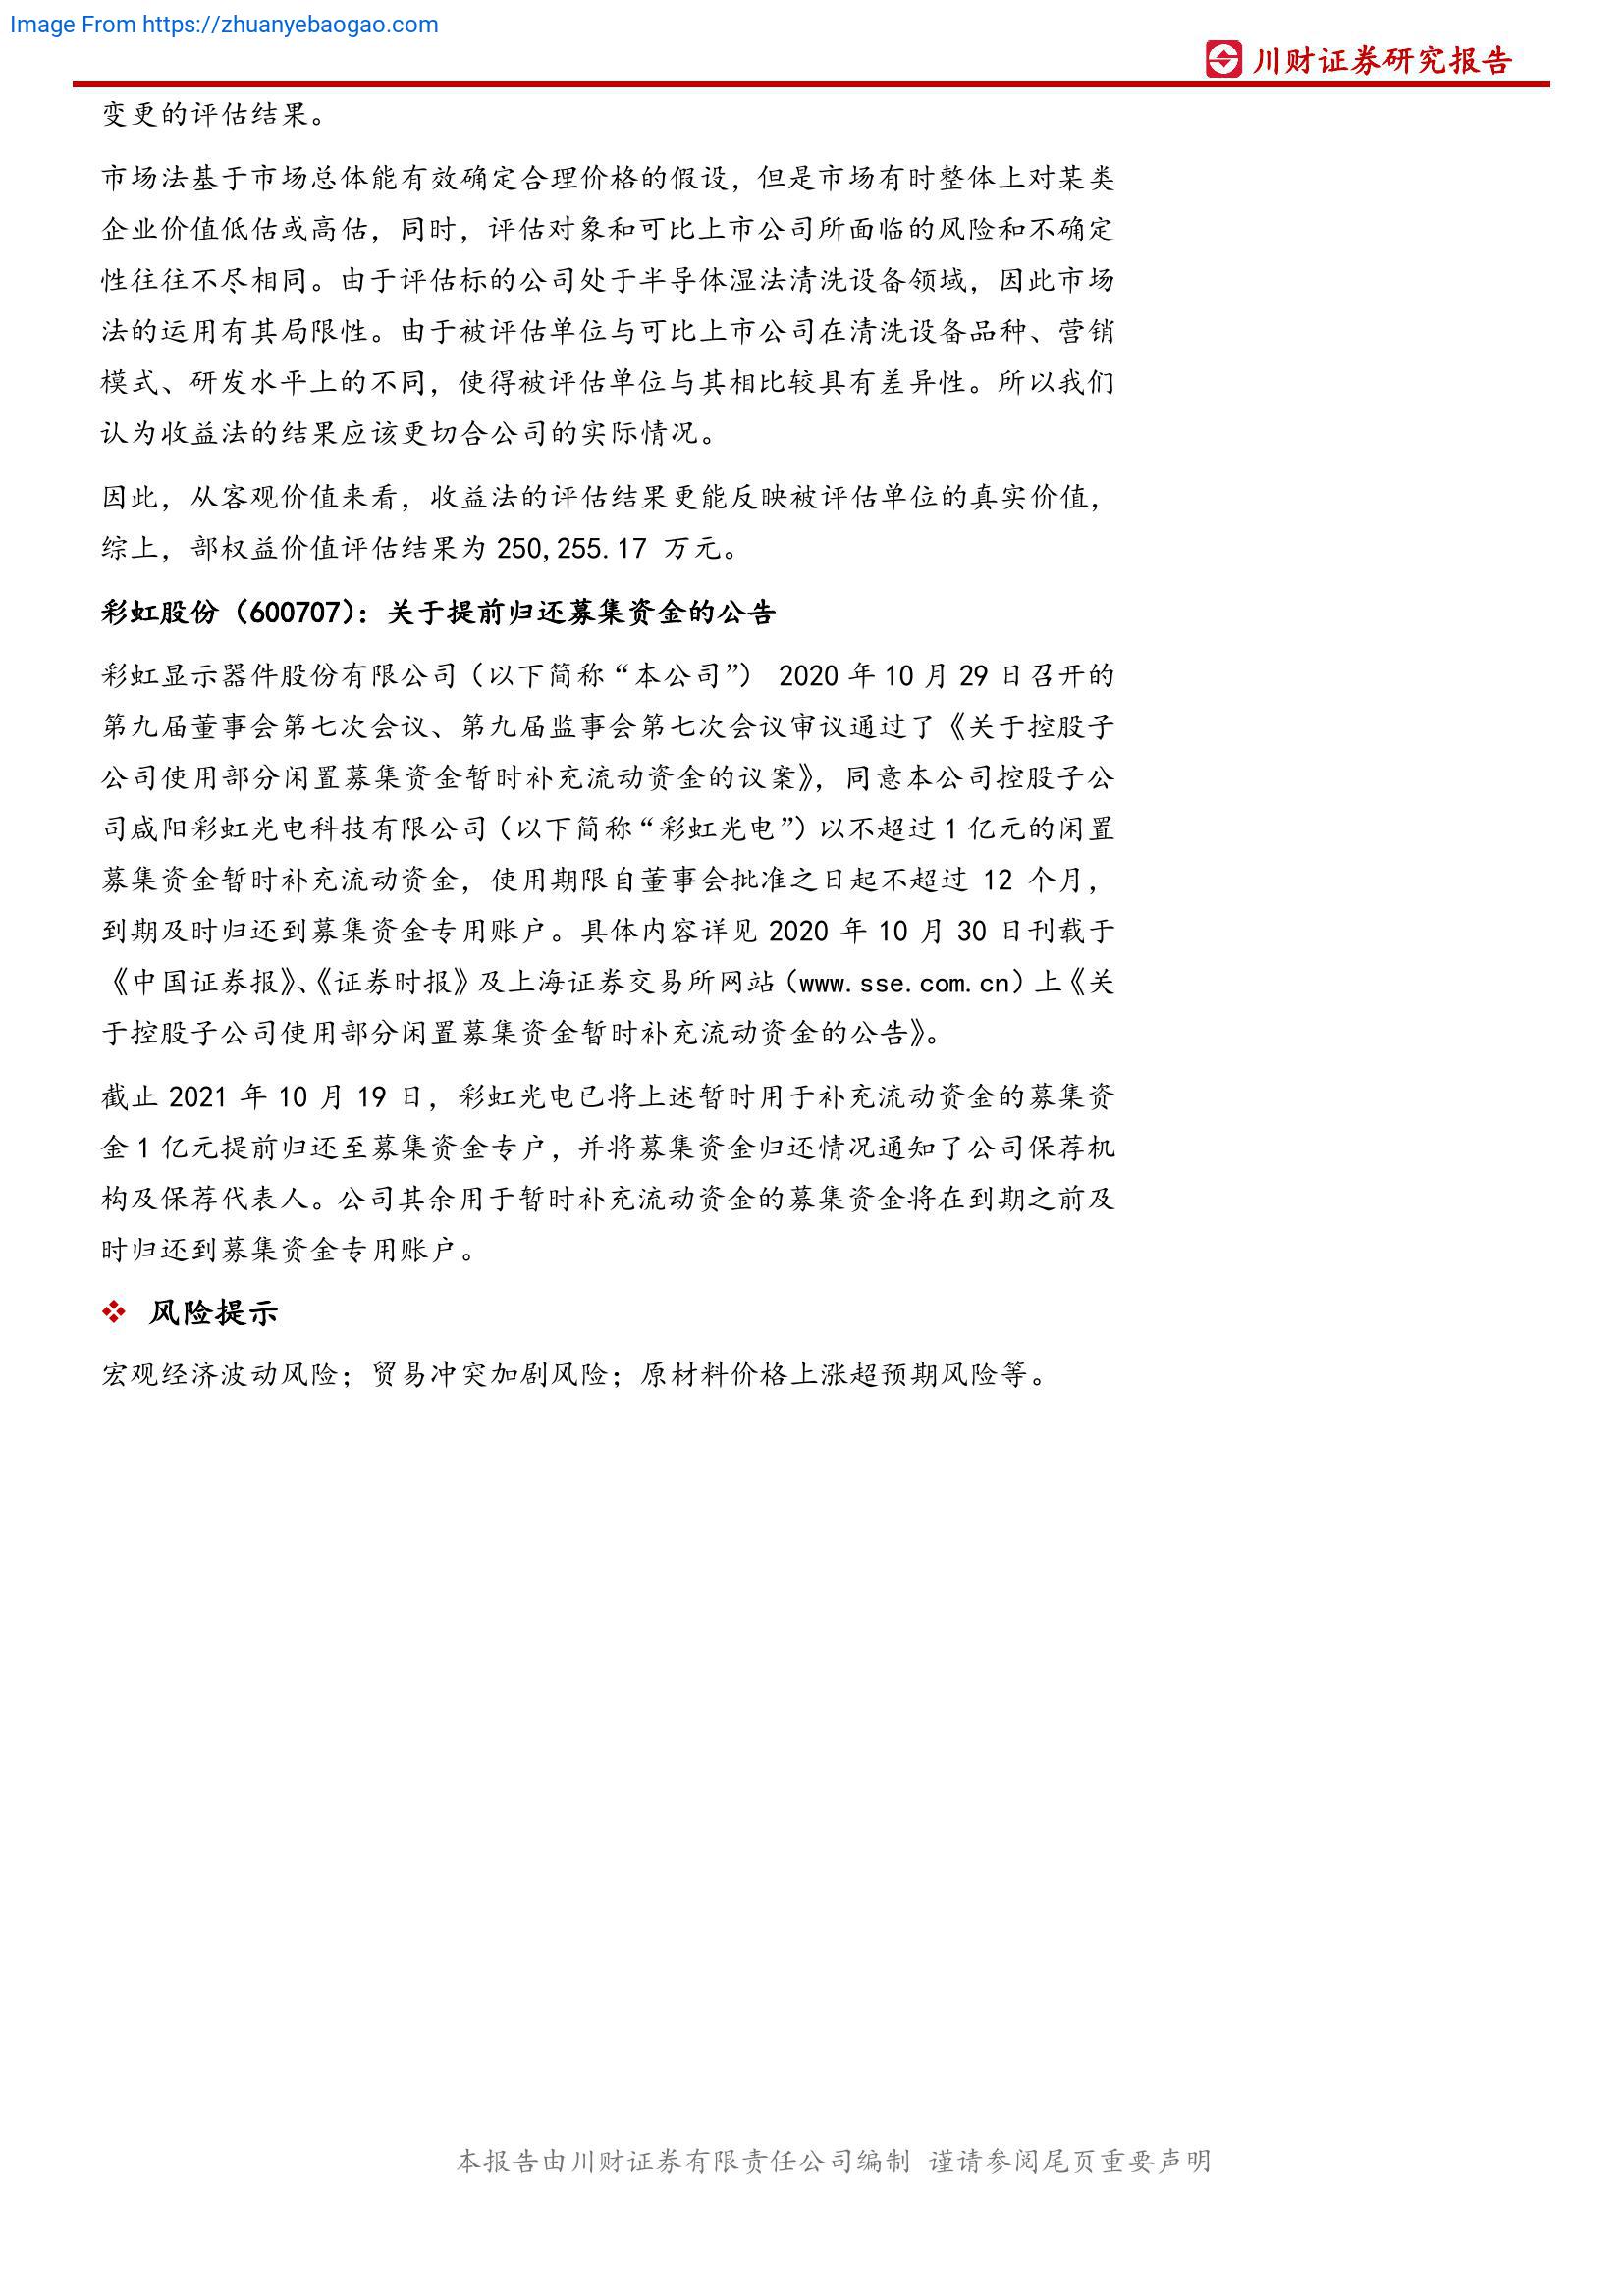 Image From https://zhuanyebaogao.com
川财证券研究报告
变更的评估结果。
市场法基于市场总体能有效确定合理价格的假设，但是市场有时整体上对某类
企业价值低估或高估，同时，评估对象和可比上市公司所面临的风险和不确定
性往往不尽相同。由于评估标的公司处于半导体湿法清洗设备领域，因此市场
法的运用有其局限性。由于被评估单位与可比上市公司在清洗设备品种、营销
模式、研发水平上的不同，使得被评估单位与其相比较具有差异性。所以我们
认为收益法的结果应该更切合公司的实际情况。
因此，从客观价值来看，收益法的评估结果更能反映被评估单位的真实价值，
综上，部权益价值评估结果为 250,255.17 万元。
彩虹股份（600707）：关于提前归还募集资金的公告
彩虹显示器件股份有限公司（以下简称“本公司”） 2020 年 10 月 29 日召开的
第九届董事会第七次会议、第九届监事会第七次会议审议通过了《关于控股子
公司使用部分闲置募集资金暂时补充流动资金的议案》，同意本公司控股子公
司咸阳彩虹光电科技有限公司（以下简称“彩虹光电”）以不超过 1 亿元的闲置
募集资金暂时补充流动资金，使用期限自董事会批准之日起不超过 12 个月，
到期及时归还到募集资金专用账户。具体内容详见 2020 年 10 月 30 日刊载于
《中国证券报》、《证券时报》及上海证券交易所网站（www.sse.com.cn）上《关
于控股子公司使用部分闲置募集资金暂时补充流动资金的公告》。
截止 2021 年 10 月 19 日，彩虹光电已将上述暂时用于补充流动资金的募集资
金 1 亿元提前归还至募集资金专户，并将募集资金归还情况通知了公司保荐机
构及保荐代表人。公司其余用于暂时补充流动资金的募集资金将在到期之前及
时归还到募集资金专用账户。
❖ 风险提示
宏观经济波动风险；贸易冲突加剧风险；原材料价格上涨超预期风险等。
本报告由川财证券有限责任公司编制 谨请参阅尾页重要声明